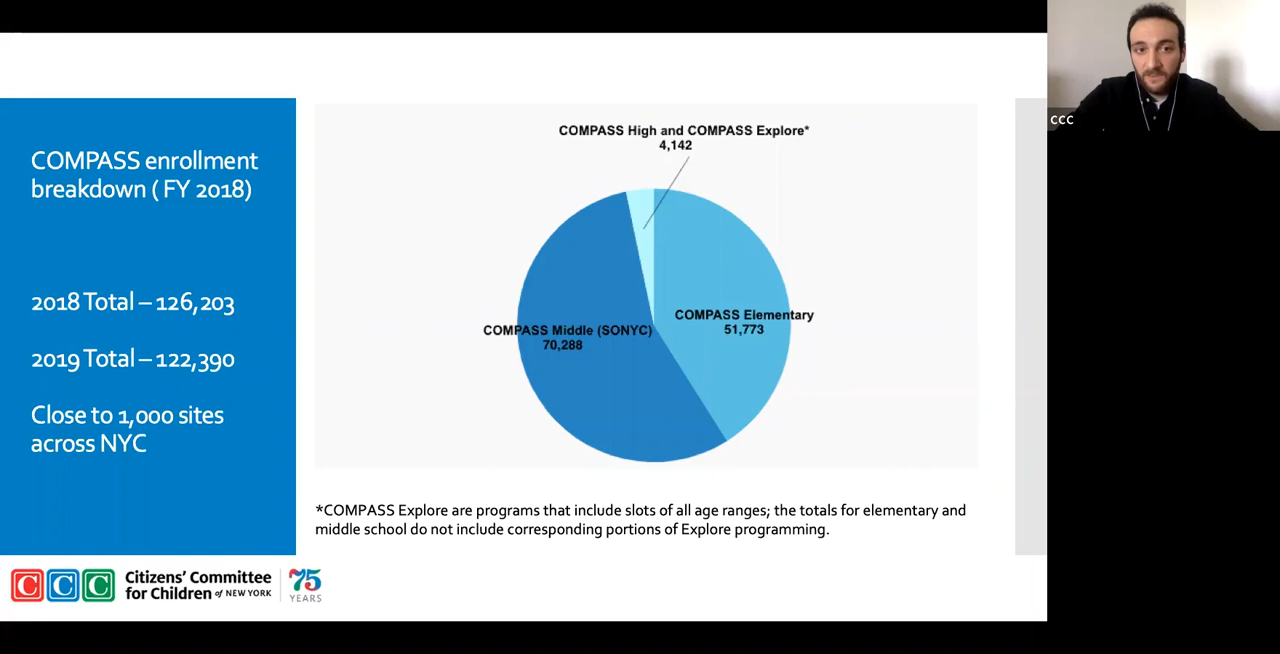 COMPASS enrollment
breakdown ( FY 2018)
2018 Total – 126,203
2019 Total – 122,390
Close to 1,000 sites
across NYC
COMPASS High and COMPASS Explore*
4,142
COMPASS Elementary
51,773
COMPASS Middle (SONYC)
70,288
*COMPASS Explore are programs that include slots of all age ranges; the totals for elementary and
middle school do not include corresponding portions of Explore programming.
CCC
Citizens' Committee
for Children of NEW YORK
75
YEARS
ccc